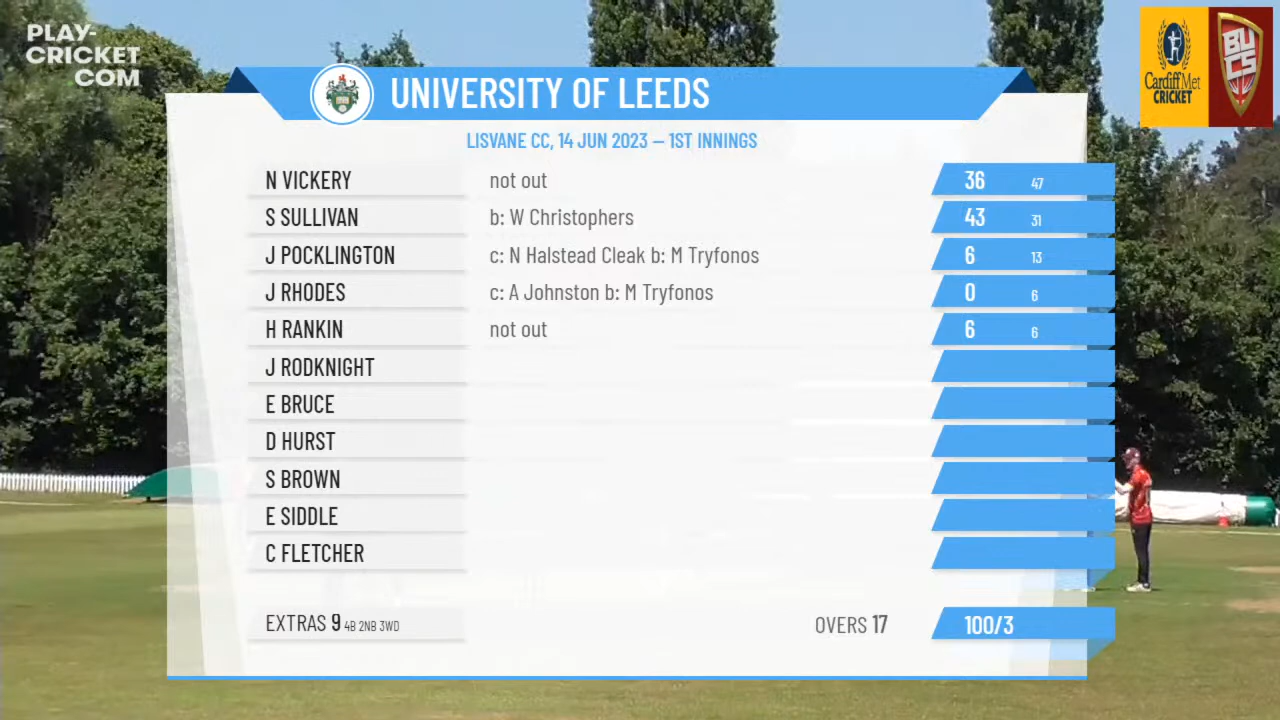 PLAY-
CRICKET
COM
Cardiff Met
CRICKET
BU
CS
UNIVERSITY OF LEEDS
LISVANE CC, 14 JUN 2023 – 1ST INNINGS
N VICKERY not out 36 47
S SULLIVAN b: W Christophers 43 31
J POCKLINGTON c: N Halstead Cleak b: M Tryfonos 6 13
J RHODES c: A Johnston b: M Tryfonos 0 6
H RANKIN not out 6 6
J RODKNIGHT
E BRUCE
D HURST
S BROWN
E SIDDLE
C FLETCHER
EXTRAS 9 4B 2NB 3WD OVERS 17 100/3